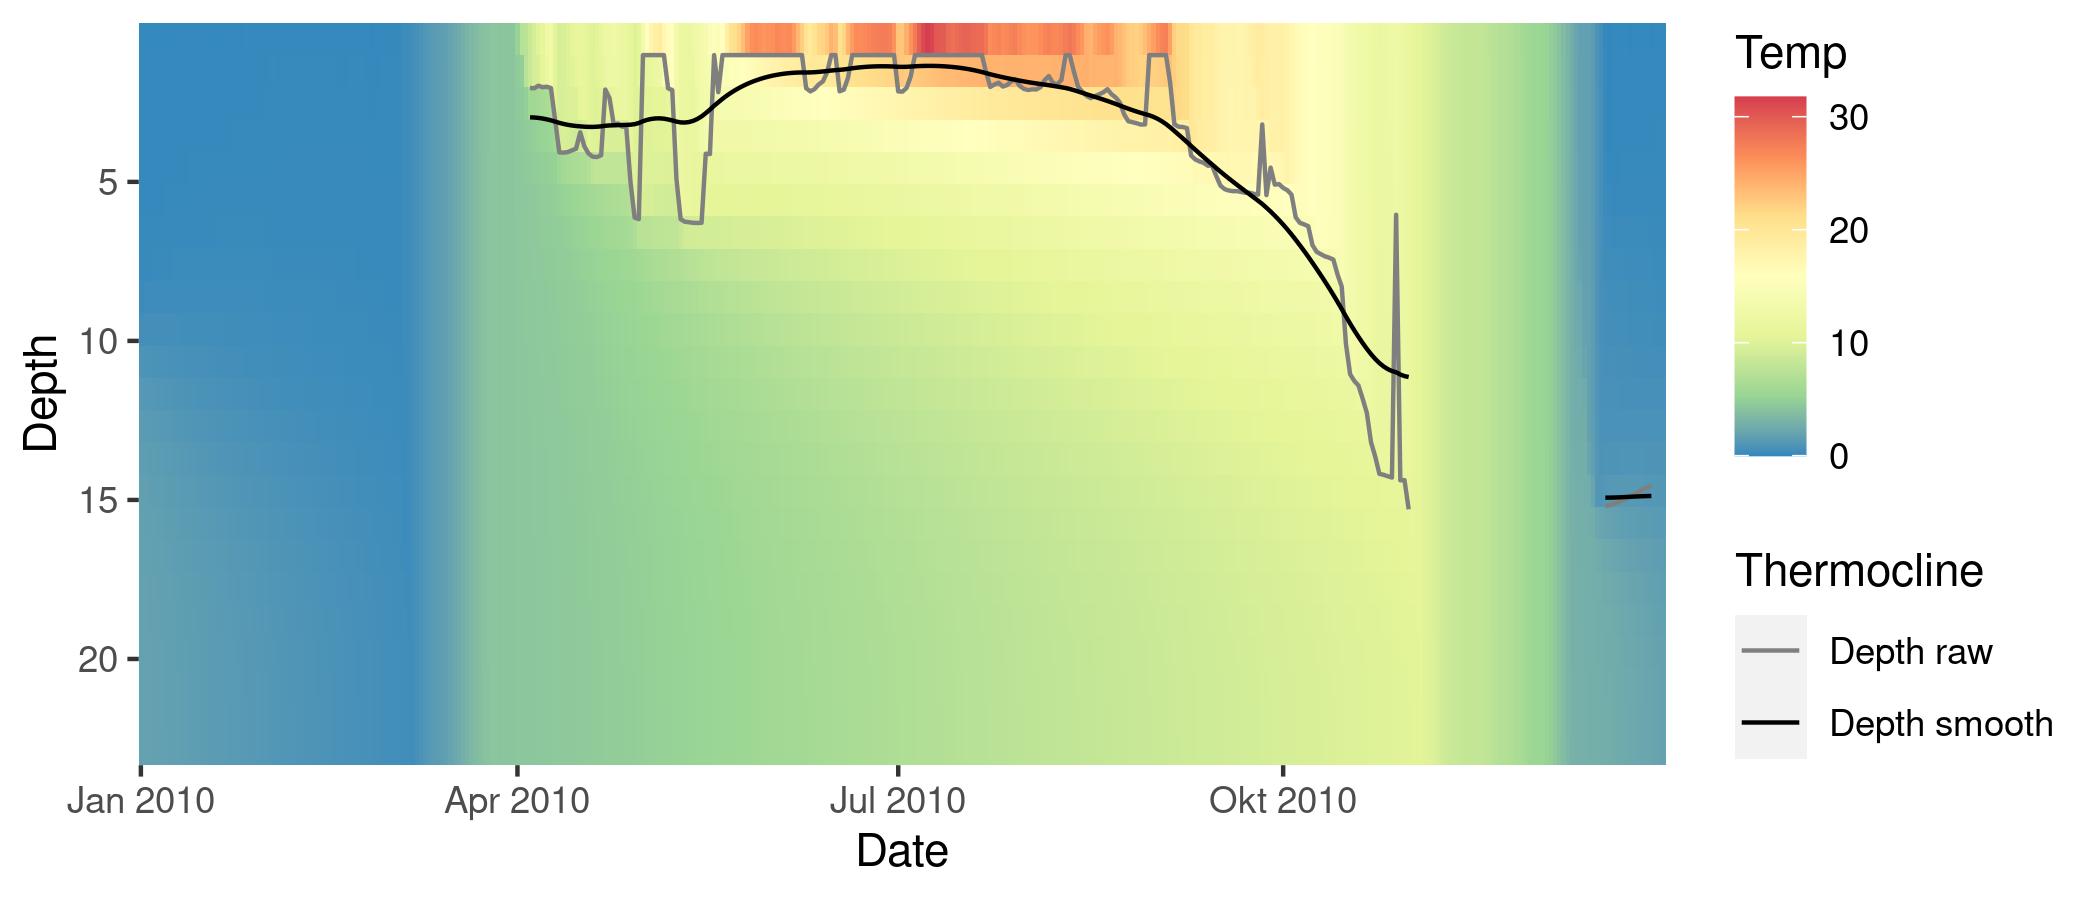 Temp
30
20
10
0
Thermocline
Depth raw
Depth smooth
Depth
5
10
15
20
Jan 2010
Apr 2010
Jul 2010
Okt 2010
Date